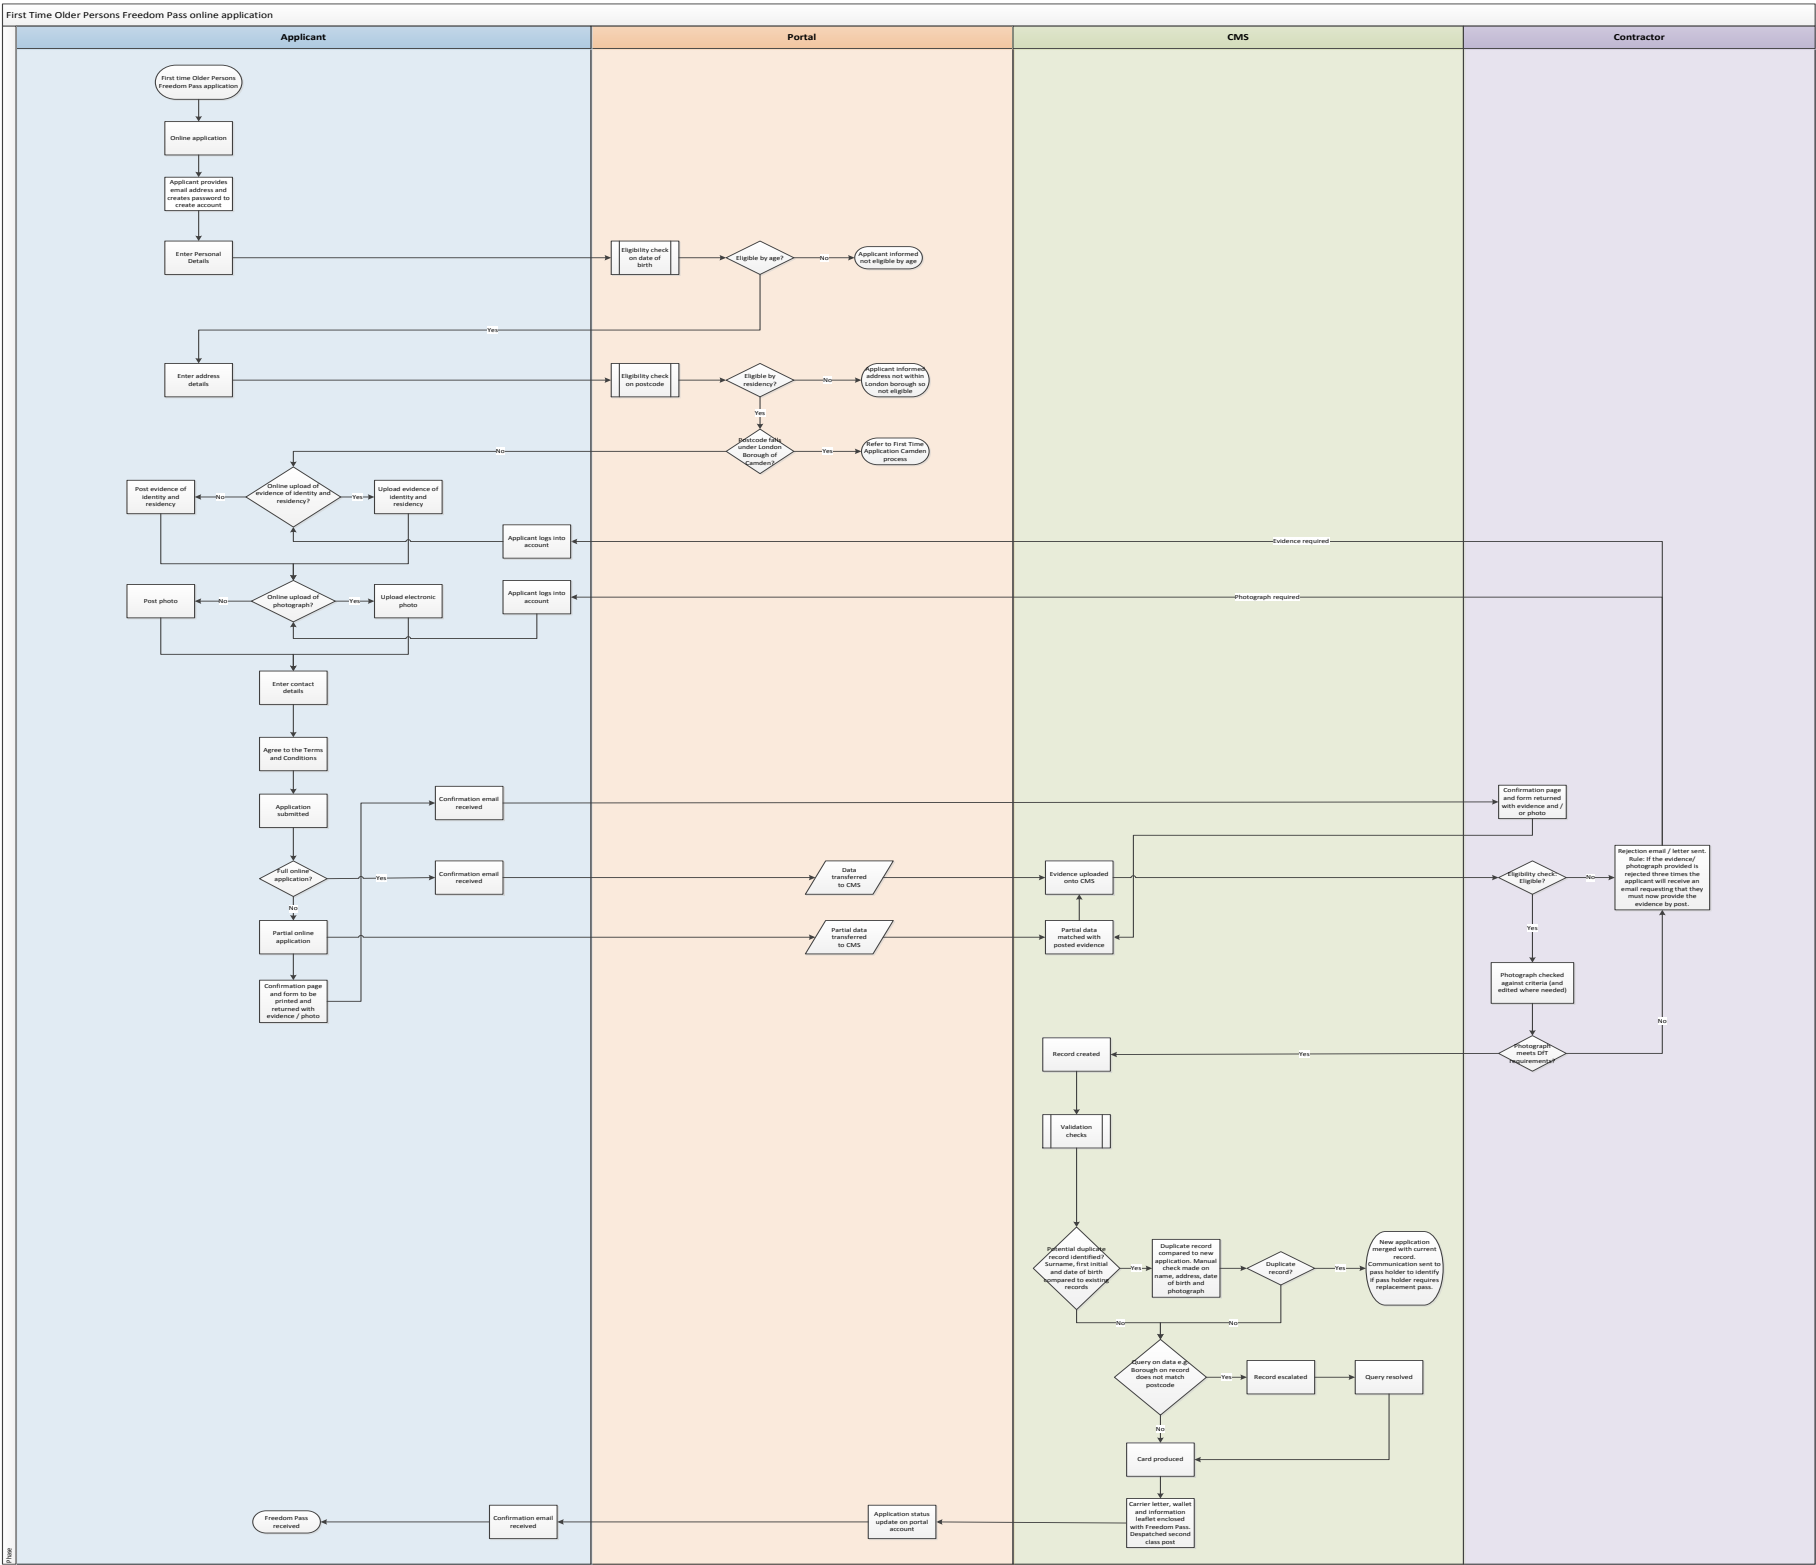 First Time Older Persons Freedom Pass online application
Applicant
Portal
CMS
Contractor
First time Older Persons
Freedom Pass application
Online application
Applicant provides
email address and
creates password to
create account
Enter Personal
Details
Eligibility check
on date of
birth
Eligible by age?
No
Applicant informed
not eligible by age
Yes
Enter address
details
Eligibility check
on postcode
Eligible by
residency?
No
Applicant informed
address not within
London borough so
not eligible
Yes
Postcode falls
under London
Borough of
Camden?
No
Yes
Refer to First Time
Application Camden
process
Post evidence of
identity and
residency
No
Online upload of
evidence of identity and
residency?
Yes
Upload evidence of
identity and
residency
Applicant logs into
account
Evidence required
Post photo
No
Online upload of
photograph?
Yes
Upload electronic
photo
Applicant logs into
account
Photograph required
Enter contact
details
Agree to the Terms
and Conditions
Application
submitted
Confirmation email
received
Confirmation page
and form returned
with evidence and /
or photo
Full online
application?
Yes
Confirmation email
received
Data
transferred
to CMS
Evidence uploaded
onto CMS
Eligibility check:
Eligible?
No
Rejection email / letter sent.
Rule: If the evidence/
photograph provided is
rejected three times the
applicant will receive an
email requesting that they
must now provide the
evidence by post.
No
Partial online
application
Partial data
transferred
to CMS
Partial data
matched with
posted evidence
Yes
Confirmation page
and form to be
printed and
returned with
evidence / photo
Photograph checked
against criteria (and
edited where needed)
No
Record created
Yes
Photograph
meets DfT
requirements?
Validation
checks
Potential duplicate
record identified?
Surname, first initial
and date of birth
compared to existing
records
Yes
Duplicate record
compared to new
application. Manual
check made on
name, address, date
of birth and
photograph
Duplicate
record?
Yes
New application
merged with current
record.
Communication sent to
pass holder to identify
if pass holder requires
replacement pass.
No
No
Query on data e.g.
Borough on record
does not match
postcode
Yes
Record escalated
Query resolved
No
Card produced
Carrier letter, wallet
and information
leaflet enclosed
with Freedom Pass.
Despatched second
class post
Application status
update on portal
account
Confirmation email
received
Freedom Pass
received
Phase